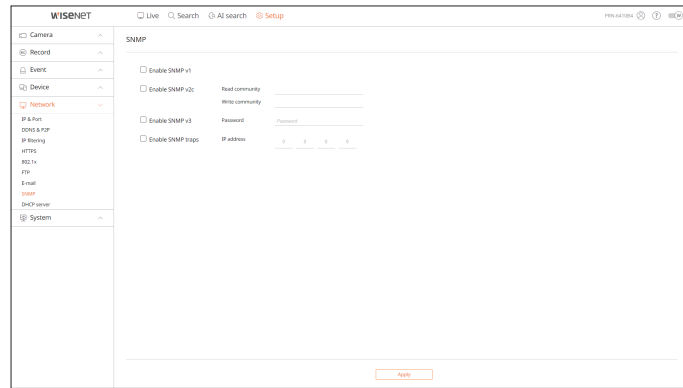 WISENET
Live Search AI search Setup
PRN-6410B4
Camera
Record
Event
Device
Network
IP & Port
DDNS & P2P
IP filtering
HTTPS
802.1x
FTP
E-mail
SNMP
DHCP server
System
SNMP
Enable SNMP v1
Enable SNMP v2c Read community
Write community
Enable SNMP v3 Password Password
Enable SNMP traps IP address 0 0 0 0
Apply